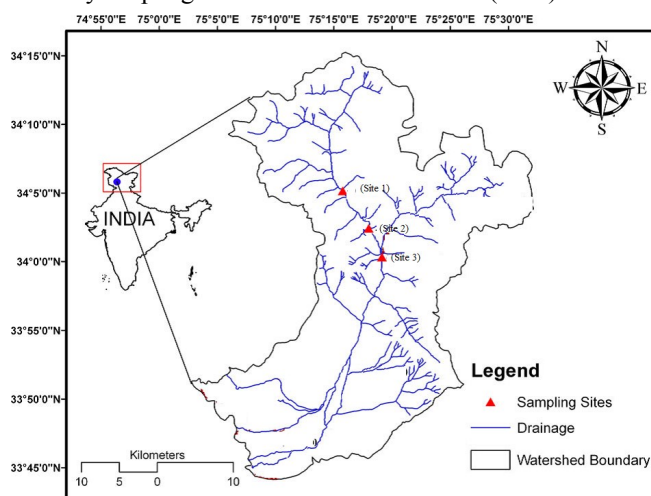 sampling
74°55'0"E 75°0'0"E 75°5'0"E 75°10'0"E 75°15'0"E 75°20'0"E 75°25'0"E 75°30'0"E
34°15'0"N
34°10'0"N
34°5'0"N
34°0'0"N
33°55'0"N
33°50'0"N
33°45'0"N
N
W E
S
INDIA
(Site 1)
(Site 2)
(Site 3)
Legend
Sampling Sites
Drainage
Watershed Boundary
Kilometers
10 5 0 10